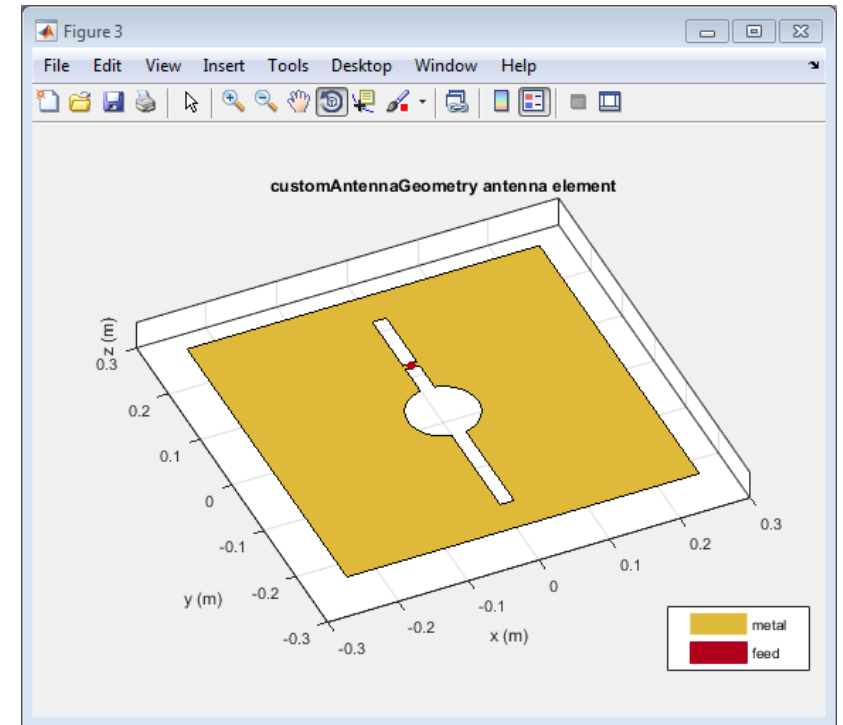 Figure 3
File Edit View Insert Tools Desktop Window Help
customAntennaGeometry antenna element
z (m)
0.3
0.2
0.1
0
-0.1
-0.2
-0.3
y (m)
-0.3
-0.2
-0.1
0
0.1
0.2
0.3
x (m)
metal
feed